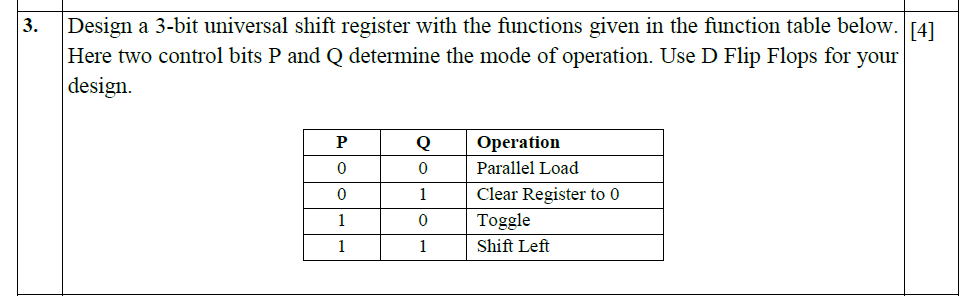 3. Design a 3-bit universal shift register with the functions given in the function table below. [4]
Here two control bits P and Q determine the mode of operation. Use D Flip Flops for your
design.
P Q Operation
0 0 Parallel Load
0 1 Clear Register to 0
1 0 Toggle
1 1 Shift Left